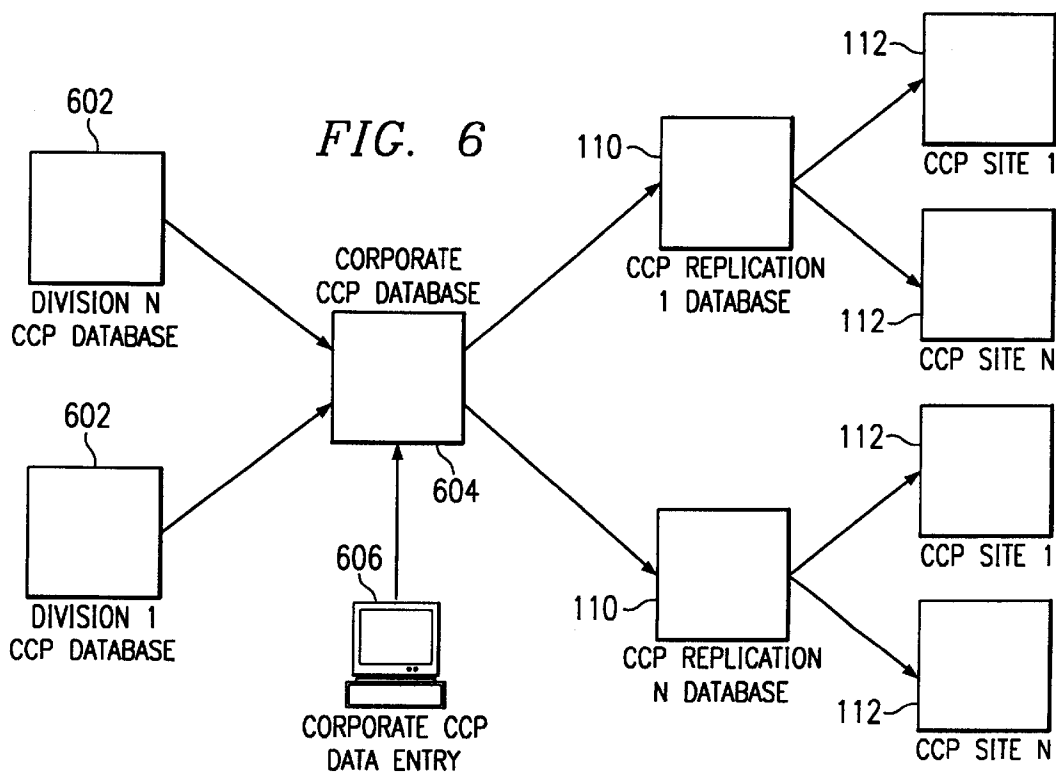 FIG. 6
602
DIVISION N
CCP DATABASE
602
DIVISION 1
CCP DATABASE
CORPORATE
CCP DATABASE
604
606
CORPORATE CCP
DATA ENTRY
110
CCP REPLICATION
1 DATABASE
110
CCP REPLICATION
N DATABASE
112
CCP SITE 1
112
CCP SITE N
112
CCP SITE 1
112
CCP SITE N